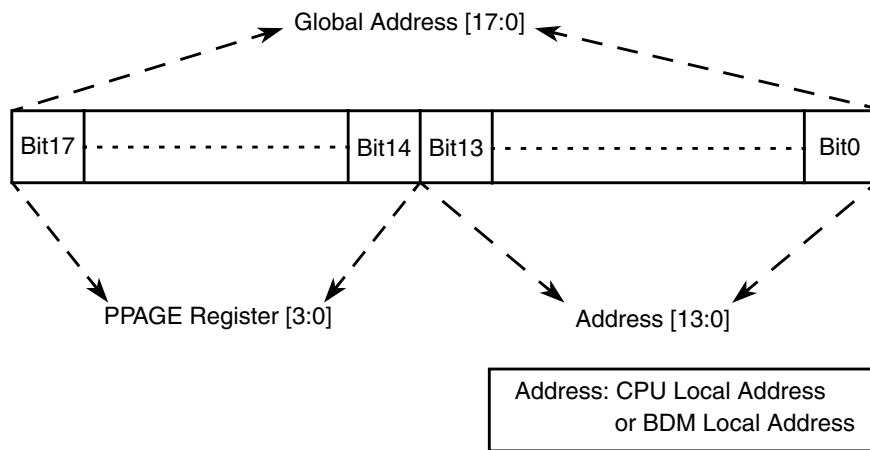 Global Address [17:0]
Bit17 Bit14 Bit13 Bit0
PPAGE Register [3:0] Address [13:0]
Address: CPU Local Address
or BDM Local Address